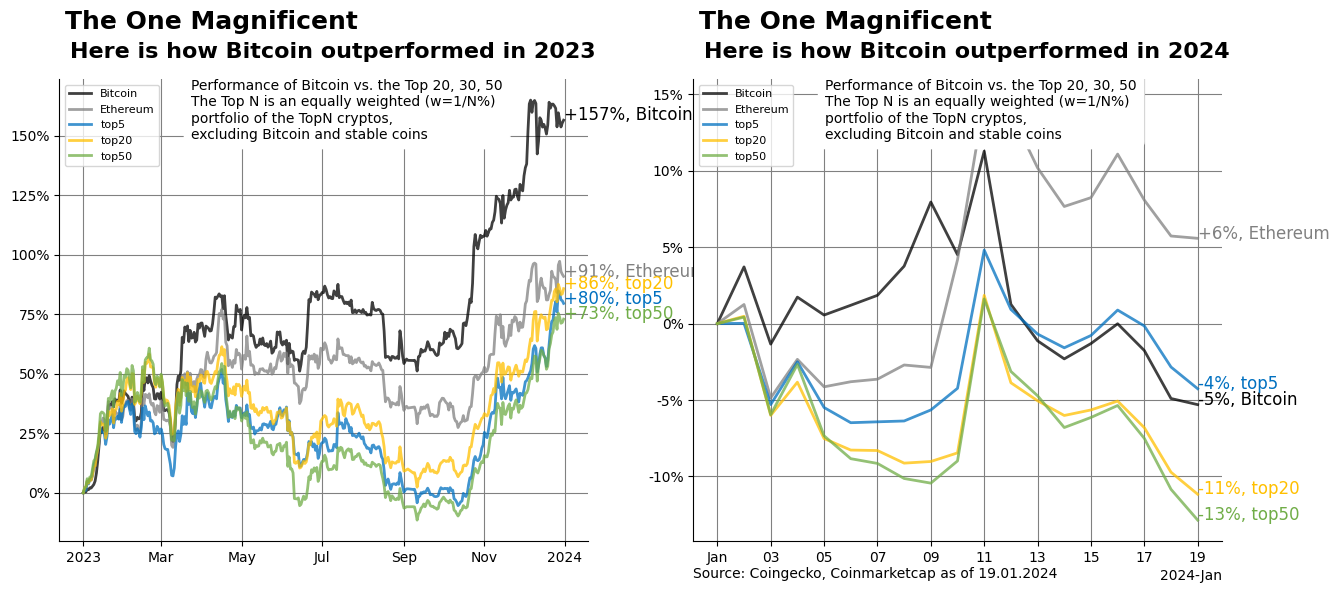 The One Magnificent
Here is how Bitcoin outperformed in 2023
Bitcoin
Ethereum
top5
top20
top50
Performance of Bitcoin vs. the Top 20, 30, 50
The Top N is an equally weighted (w=1/N%)
portfolio of the TopN cryptos,
excluding Bitcoin and stable coins
150%
125%
100%
75%
50%
25%
0%
+157%, Bitcoin
+91%, Ethereum
+86%, top20
+80%, top5
+73%, top50
2023
Mar
May
Jul
Sep
Nov
2024
The One Magnificent
Here is how Bitcoin outperformed in 2024
Bitcoin
Ethereum
top5
top20
top50
Performance of Bitcoin vs. the Top 20, 30, 50
The Top N is an equally weighted (w=1/N%)
portfolio of the TopN cryptos,
excluding Bitcoin and stable coins
15%
10%
5%
0%
-5%
-10%
+6%, Ethereum
-4%, top5
-5%, Bitcoin
-11%, top20
-13%, top50
Jan
03
05
07
09
11
13
15
17
19
Source: Coingecko, Coinmarketcap as of 19.01.2024
2024-Jan